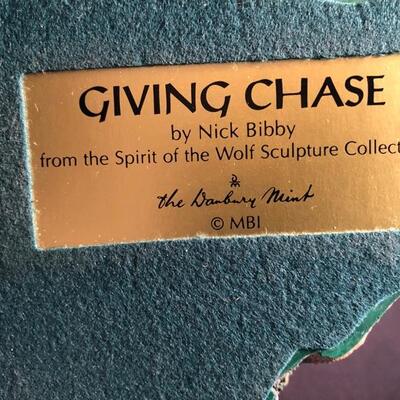 GIVING CHASE
by Nick Bibby
from the Spirit of the Wolf Sculpture Collect
the Danbury Mint
© MBI